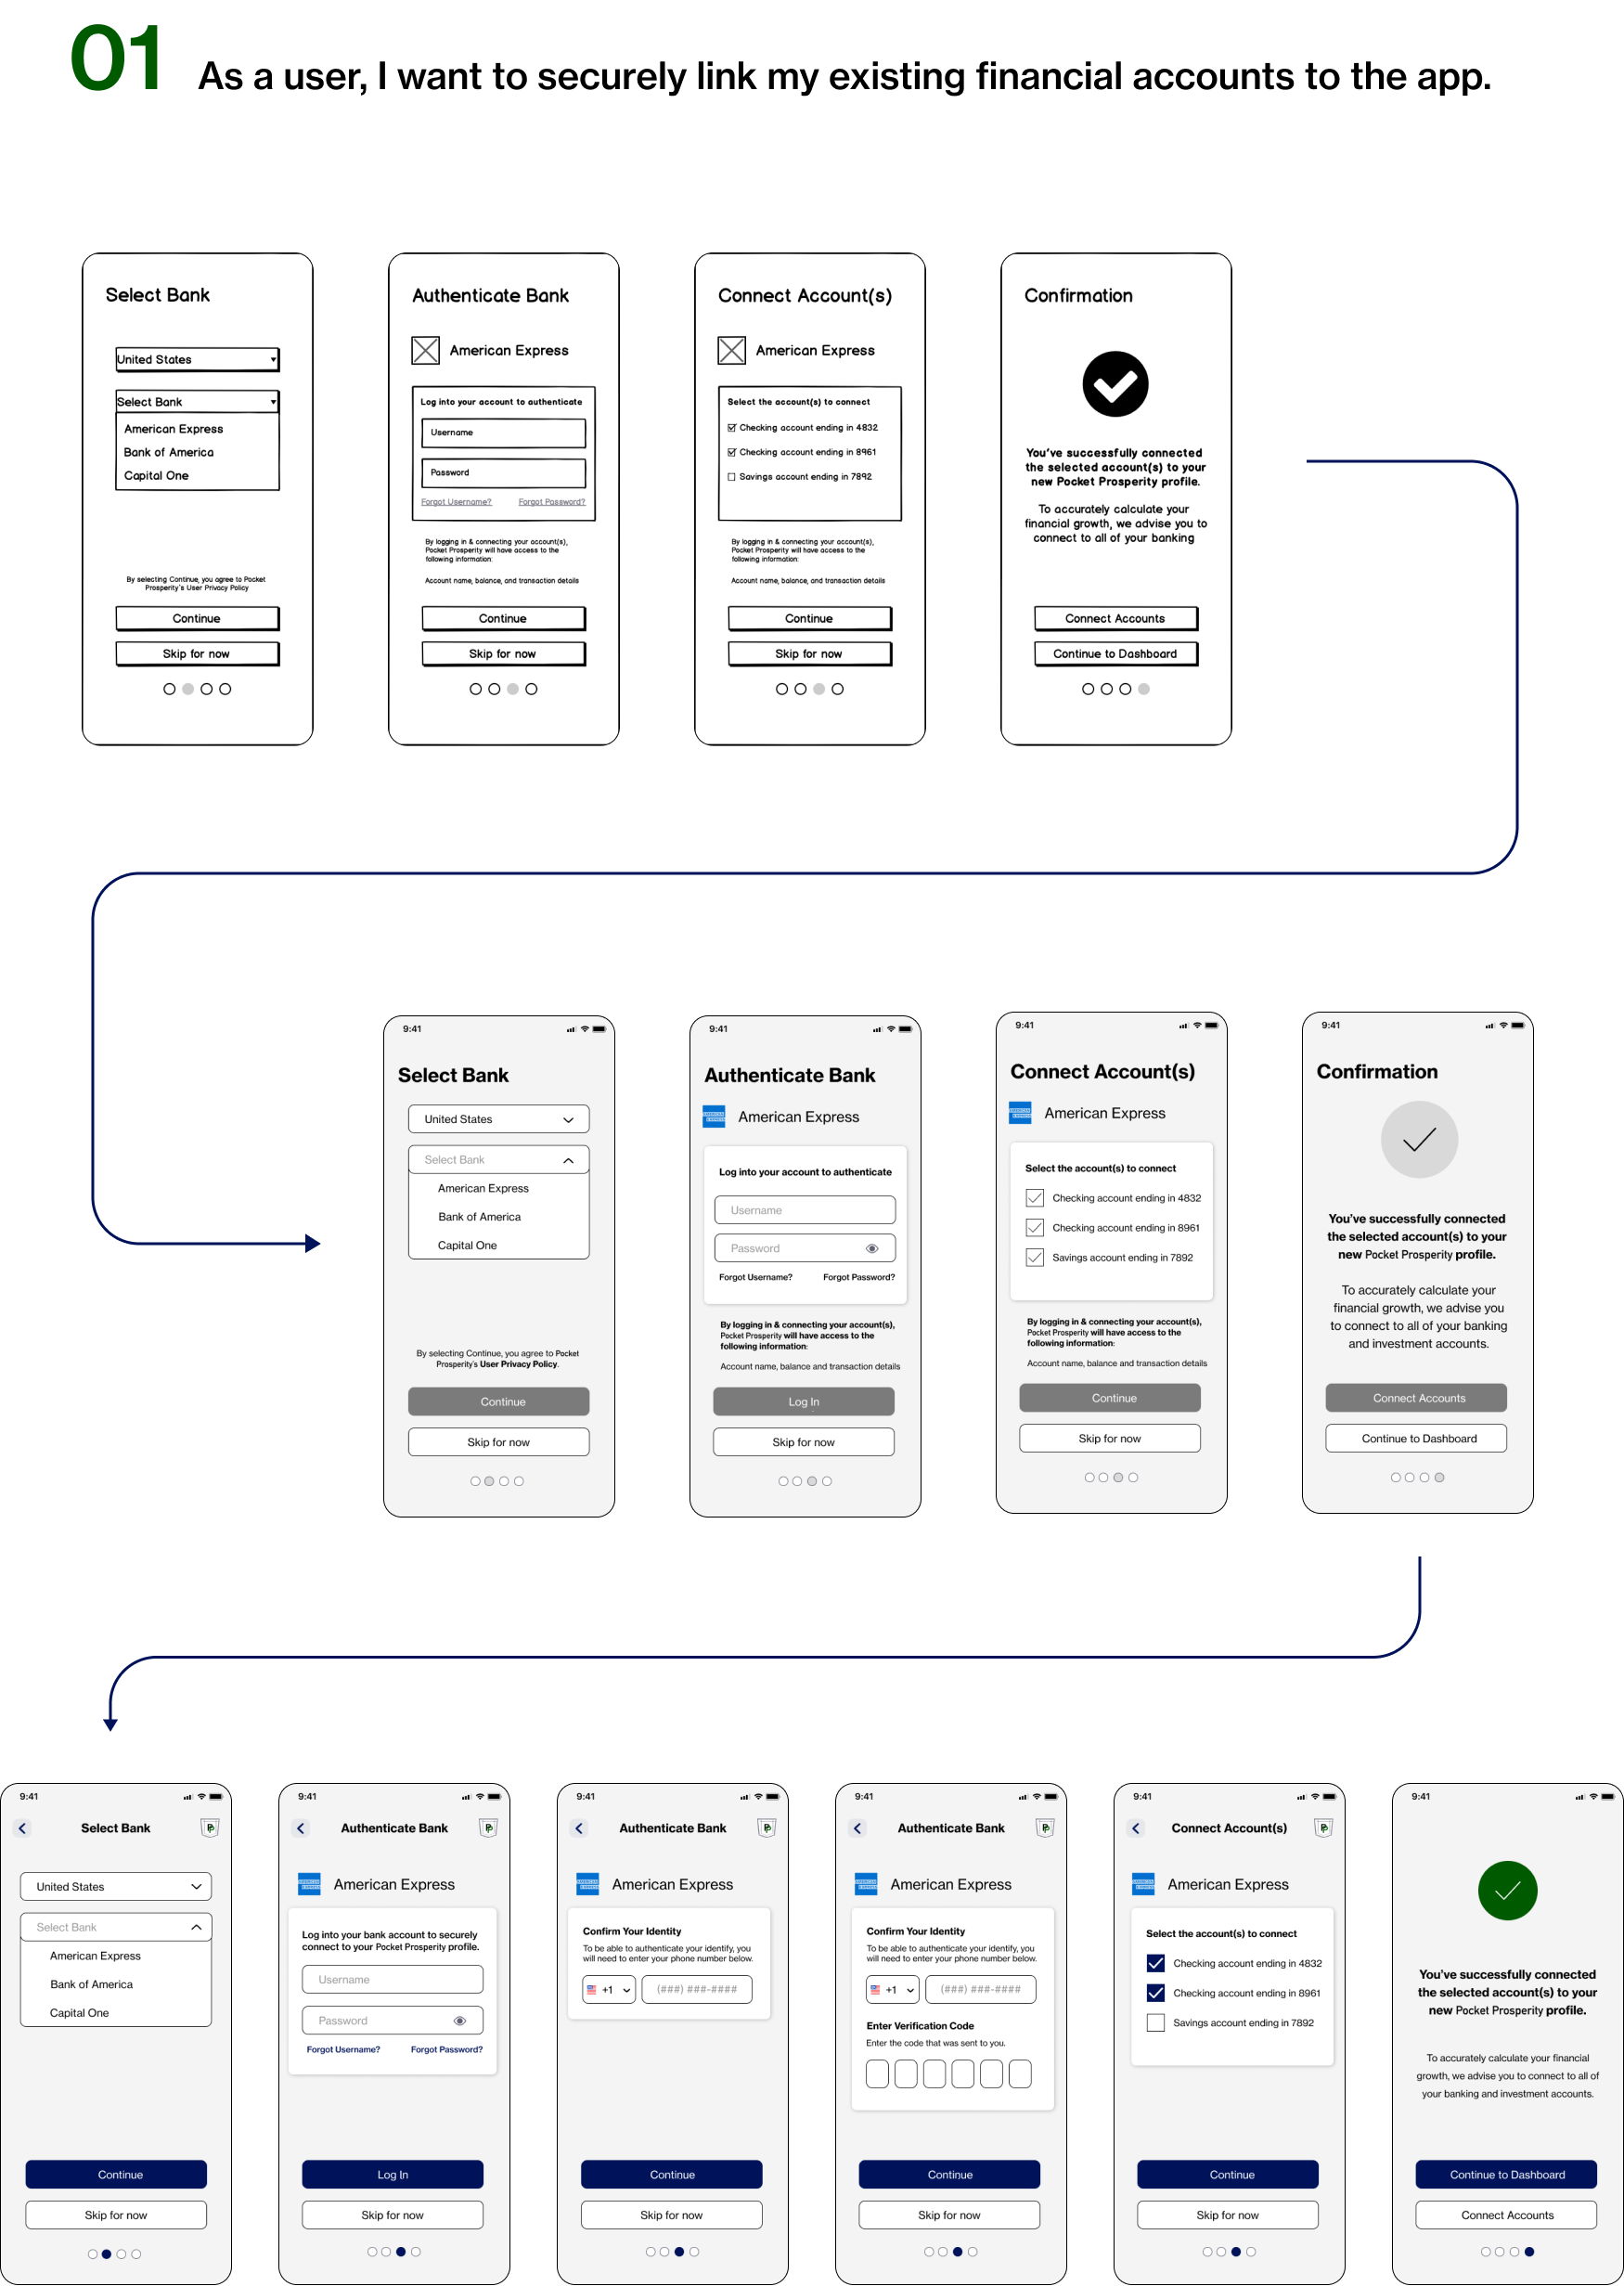 01 As a user, I want to securely link my existing financial accounts to the app.
Select Bank
United States
Select Bank
American Express
Bank of America
Capital One
By selecting Continue, you agree to Pocket
Prosperity's User Privacy Policy
Continue
Skip for now
Authenticate Bank
American Express
Log into your account to authenticate
Username
Password
Forgot Username? Forgot Password?
By logging in & connecting your account(s),
Pocket Prosperity will have access to the
following information:
Account name, balance, and transaction details
Continue
Skip for now
Connect Account(s)
American Express
Select the account(s) to connect
Checking account ending in 4832
Checking account ending in 8961
Savings account ending in 7892
By logging in & connecting your account(s),
Pocket Prosperity will have access to the
following information:
Account name, balance, and transaction details
Continue
Skip for now
Confirmation
You've successfully connected
the selected account(s) to your
new Pocket Prosperity profile.
To accurately calculate your
financial growth, we advise you to
connect to all of your banking
Connect Accounts
Continue to Dashboard
9:41
Select Bank
United States
Select Bank
American Express
Bank of America
Capital One
By selecting Continue, you agree to Pocket
Prosperity's User Privacy Policy.
Continue
Skip for now
9:41
Authenticate Bank
AMERICAN
EXPRESS
American Express
Log into your account to authenticate
Username
Password
Forgot Username? Forgot Password?
By logging in & connecting your account(s),
Pocket Prosperity will have access to the
following information:
Account name, balance and transaction details
Log In
Skip for now
9:41
Connect Account(s)
AMERICAN
EXPRESS
American Express
Select the account(s) to connect
Checking account ending in 4832
Checking account ending in 8961
Savings account ending in 7892
By logging in & connecting your account(s),
Pocket Prosperity will have access to the
following information:
Account name, balance and transaction details
Continue
Skip for now
9:41
Confirmation
You've successfully connected
the selected account(s) to your
new Pocket Prosperity profile.
To accurately calculate your
financial growth, we advise you
to connect to all of your banking
and investment accounts.
Connect Accounts
Continue to Dashboard
9:41
Select Bank
United States
Select Bank
American Express
Bank of America
Capital One
Continue
Skip for now
9:41
Authenticate Bank
AMERICAN
EXPRESS
American Express
Log into your bank account to securely
connect to your Pocket Prosperity profile.
Username
Password
Forgot Username? Forgot Password?
Log In
Skip for now
9:41
Authenticate Bank
AMERICAN
EXPRESS
American Express
Confirm Your Identity
To be able to authenticate your identify, you
will need to enter your phone number below.
+1 (###) ###-####
Continue
Skip for now
9:41
Authenticate Bank
AMERICAN
EXPRESS
American Express
Confirm Your Identity
To be able to authenticate your identify, you
will need to enter your phone number below.
+1 (###) ###-####
Enter Verification Code
Enter the code that was sent to you.
Continue
Skip for now
9:41
Connect Account(s)
AMERICAN
EXPRESS
American Express
Select the account(s) to connect
Checking account ending in 4832
Checking account ending in 8961
Savings account ending in 7892
Continue
Skip for now
9:41
You've successfully connected
the selected account(s) to your
new Pocket Prosperity profile.
To accurately calculate your financial
growth, we advise you to connect to all of
your banking and investment accounts.
Continue to Dashboard
Connect Accounts